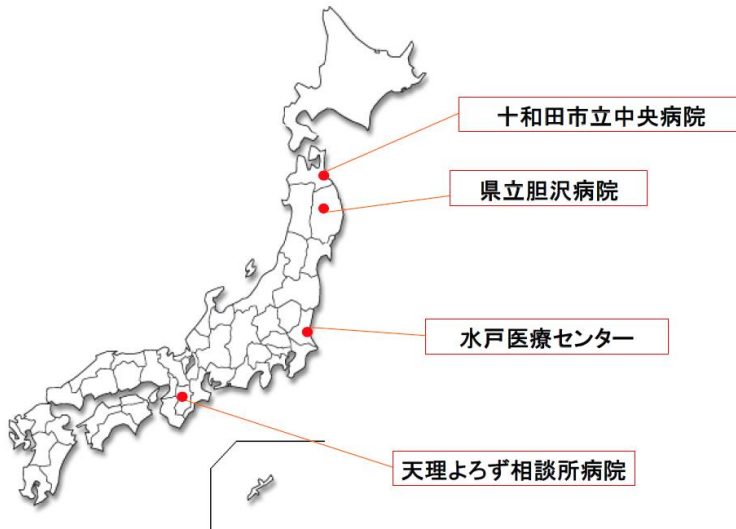 十和田市立中央病院
県立胆沢病院
水戸医療センター
天理よろず相談所病院